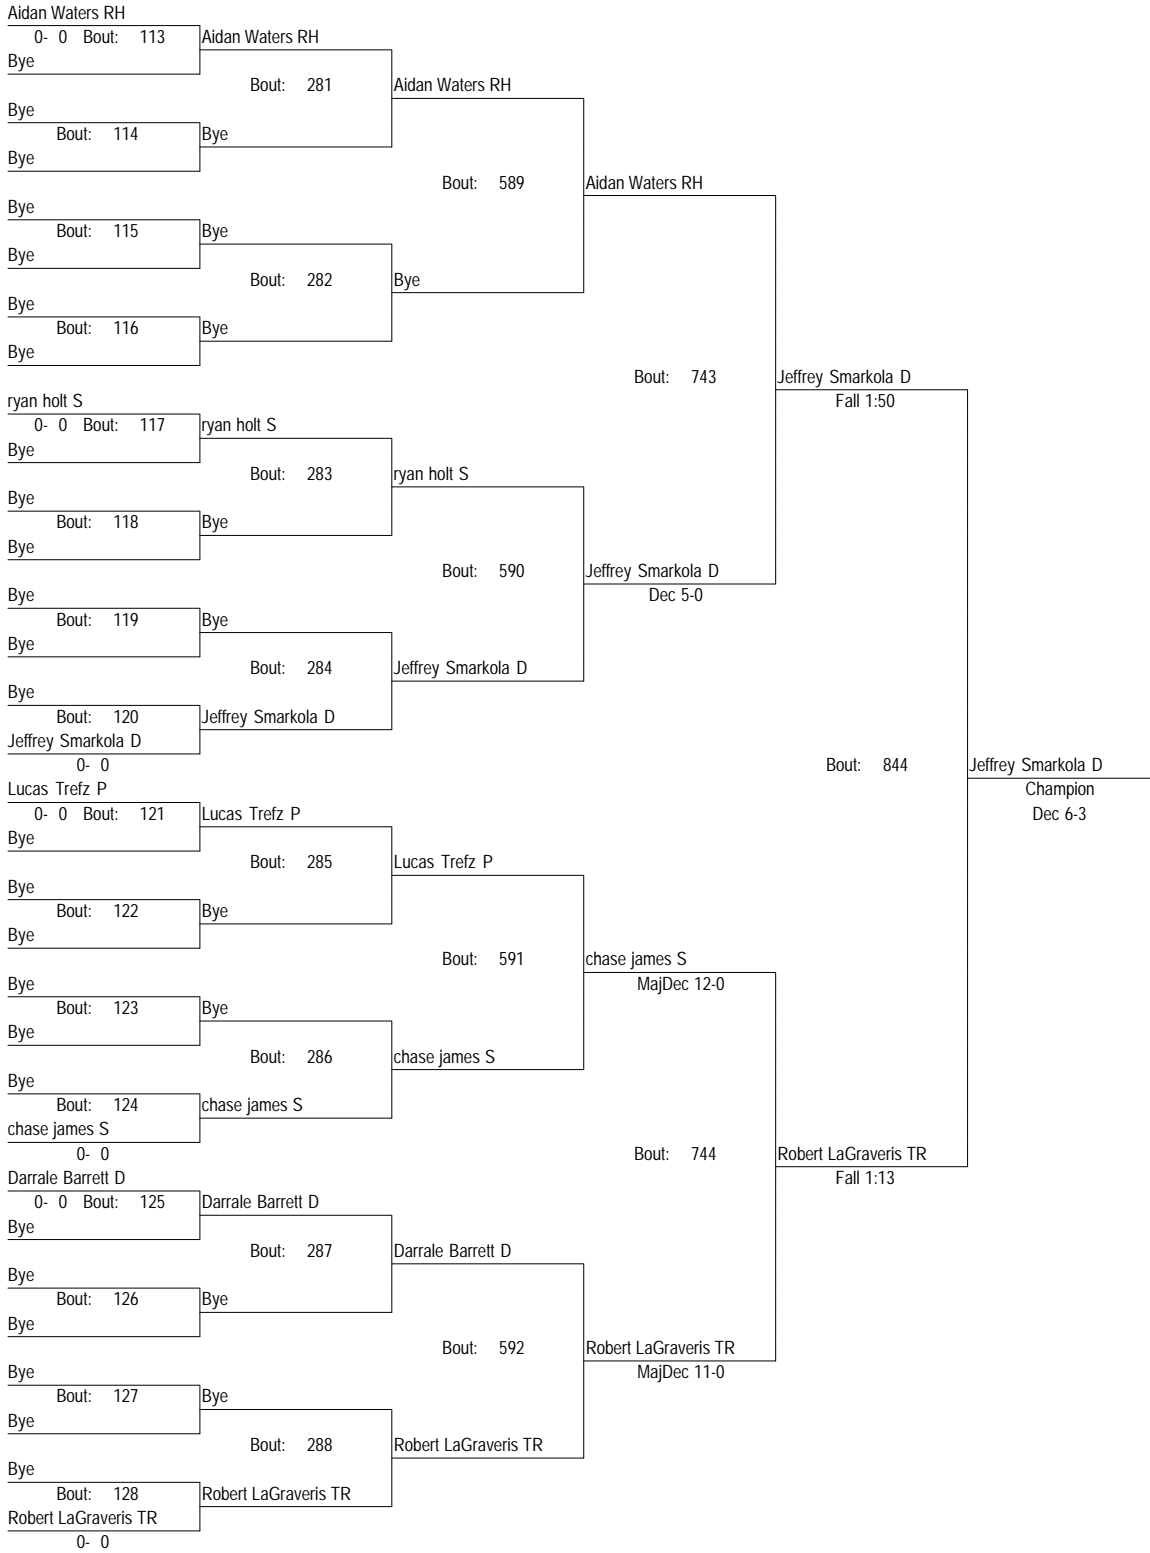 Aidan Waters RH
0- 0 Bout: 113 Aidan Waters RH
Bye
Bout: 281 Aidan Waters RH
Bye
Bout: 114 Bye
Bye
Bout: 589 Aidan Waters RH
Bye
Bout: 115 Bye
Bye
Bout: 282 Bye
Bye
Bout: 116 Bye
Bye
Bout: 743 Jeffrey Smarkola D
ryan holt S Fall 1:50
0- 0 Bout: 117 ryan holt S
Bye
Bout: 283 ryan holt S
Bye
Bout: 118 Bye
Bye
Bout: 590 Jeffrey Smarkola D
Bye Dec 5-0
Bout: 119 Bye
Bye
Bout: 284 Jeffrey Smarkola D
Bye
Bout: 120 Jeffrey Smarkola D
Jeffrey Smarkola D
0- 0 Bout: 844 Jeffrey Smarkola D
Lucas Trefz P Champion
0- 0 Bout: 121 Lucas Trefz P Dec 6-3
Bye
Bout: 285 Lucas Trefz P
Bye
Bout: 122 Bye
Bye
Bout: 591 chase james S
Bye MajDec 12-0
Bout: 123 Bye
Bye
Bout: 286 chase james S
Bye
Bout: 124 chase james S
chase james S
0- 0 Bout: 744 Robert LaGraveris TR
Darrale Barrett D Fall 1:13
0- 0 Bout: 125 Darrale Barrett D
Bye
Bout: 287 Darrale Barrett D
Bye
Bout: 126 Bye
Bye
Bout: 592 Robert LaGraveris TR
Bye MajDec 11-0
Bout: 127 Bye
Bye
Bout: 288 Robert LaGraveris TR
Bye
Bout: 128 Robert LaGraveris TR
Robert LaGraveris TR
0- 0